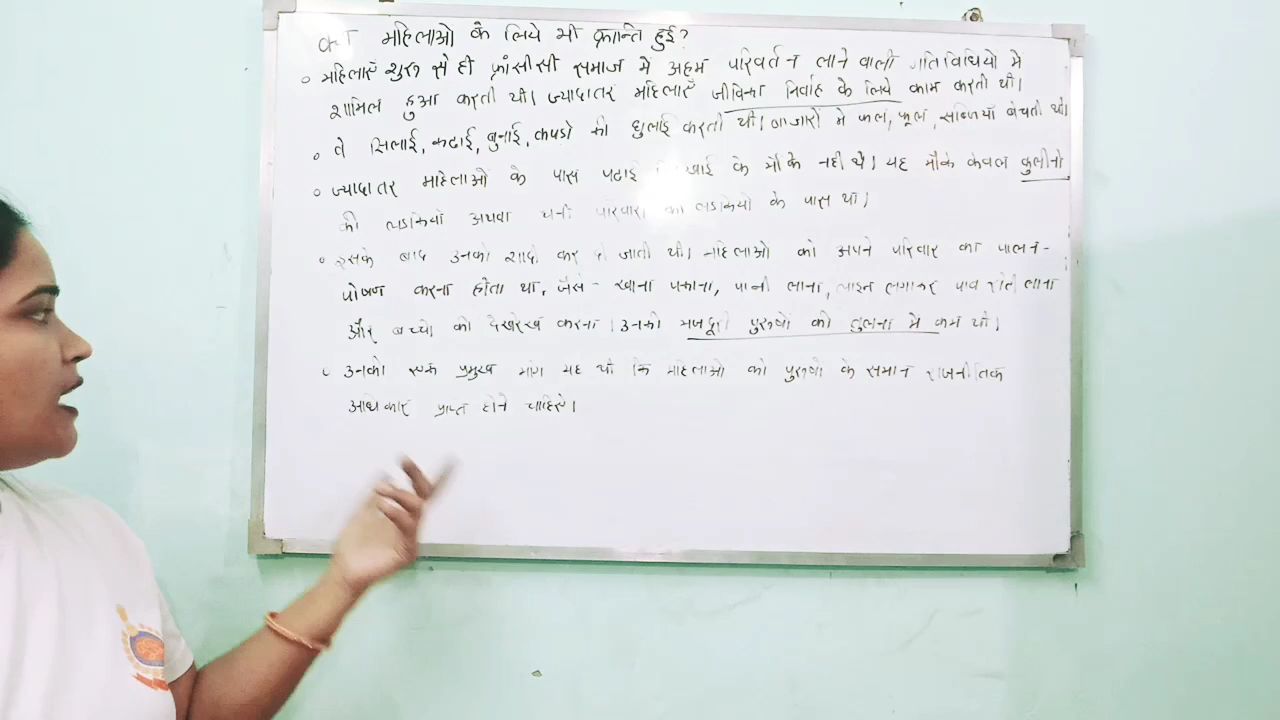 क्या महिलाओ के लिये भी क्रान्ति हुई?
महिलाएँ शुरू से ही फ्रांसीसी समाज मे अहम परिवर्तन लाने वाली गतिविधियो मे
शामिल हुआ करती थी। ज्यादातर महिलाएँ जीविका निर्वाह के लिये काम करती थी।
वे सिलाई, कढाई, बुनाई, कपडो की धुलाई करती थी। बाजारों मे फल, फूल, सब्जियाँ बेचती थी।
ज्यादातर महिलाओ के पास पढाई के मौके नही थे। यह मौके केवल कुलीनो
की लडकियों अथवा धनी परिवारो की लडकियो के पास था।
इसके बाद उनकी शादी कर दी जाती थी। महिलाओ को अपने परिवार का पालन-
पोषण करना होता था, जैसे- खाना पकाना, पानी लाना, लाइन लगाकर पाव रोटी लाना
और बच्चो की देखरेख करना। उनकी मजदूरी पुरुषों की तुलना मे कम थी।
उनकी एक प्रमुख मांग यह थी कि महिलाओ को पुरुषो के समान राजनीतिक
अधिकार प्राप्त होने चाहिये।